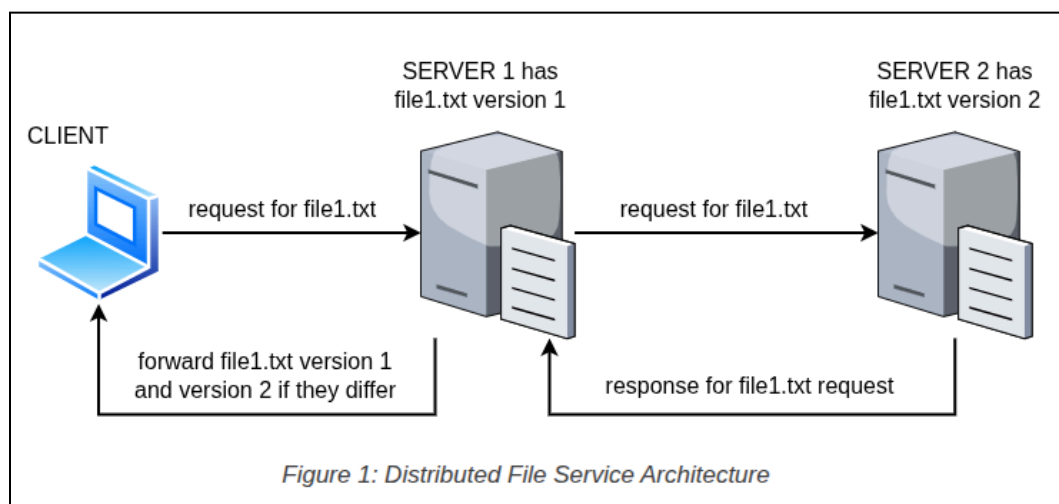 SERVER 1 has
file1.txt version 1
SERVER 2 has
file1.txt version 2
CLIENT
request for file1.txt
request for file1.txt
forward file1.txt version 1
and version 2 if they differ
response for file1.txt request
Figure 1: Distributed File Service Architecture